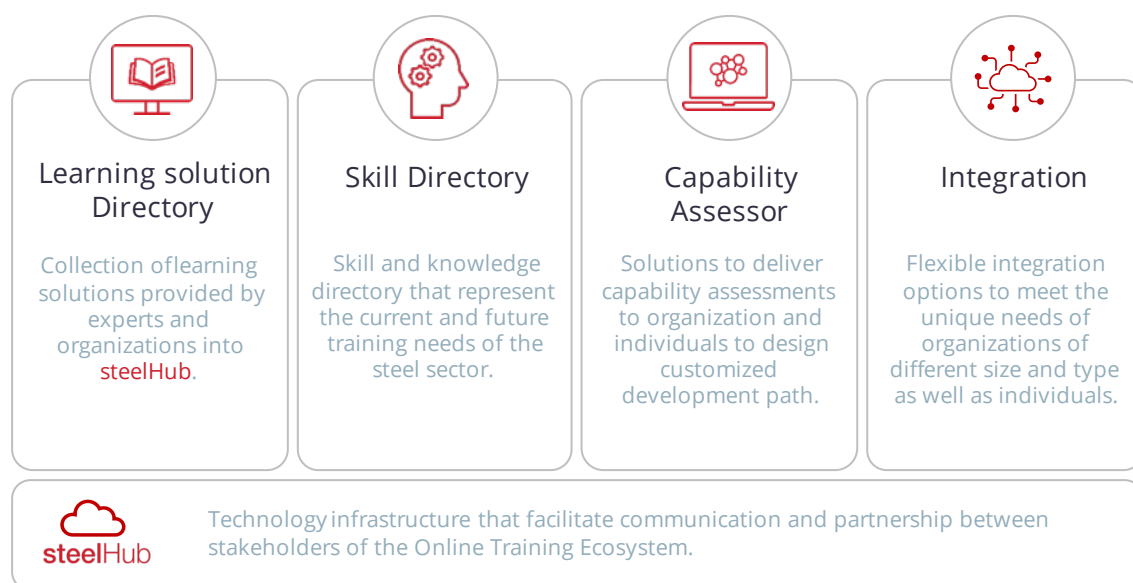 Learning solution
Directory
Collection oflearning
solutions provided by
experts and
organizations into
steelHub.
Skill Directory
Skill and knowledge
directory that represent
the current and future
training needs of the
steel sector.
Capability
Assessor
Solutions to deliver
capability assessments
to organization and
individuals to design
customized
development path.
Integration
Flexible integration
options to meet the
unique needs of
organizations of
different size and type
as well as individuals.
steelHub
Technology infrastructure that facilitate communication and partnership between
stakeholders of the Online Training Ecosystem.